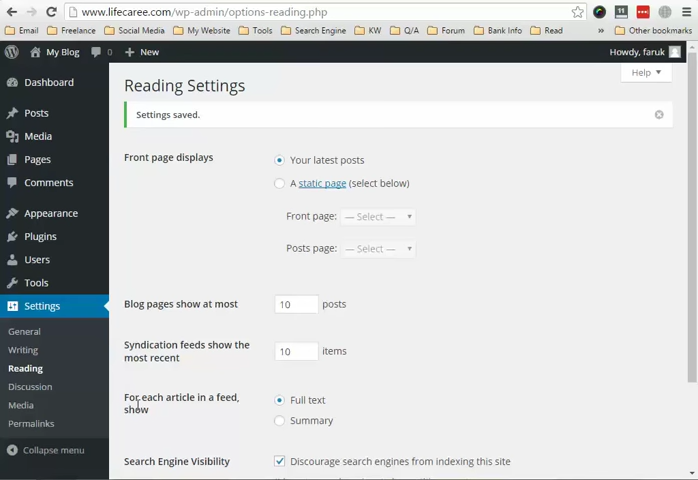 www.lifecaree.com/wp-admin/options-reading.php
Email Freelance Social Media My Website Tools Search Engine KW Q/A Forum Bank Info Read » Other bookmarks
My Blog 0 + New Howdy, faruk
Help
Dashboard
Posts
Media
Pages
Comments
Appearance
Plugins
Users
Tools
Settings
General
Writing
Reading
Discussion
Media
Permalinks
Collapse menu
Reading Settings
Settings saved.
Front page displays
Your latest posts
A static page (select below)
Front page: — Select —
Posts page: — Select —
Blog pages show at most 10 posts
Syndication feeds show the
most recent
10 items
For each article in a feed,
show
Full text
Summary
Search Engine Visibility
Discourage search engines from indexing this site